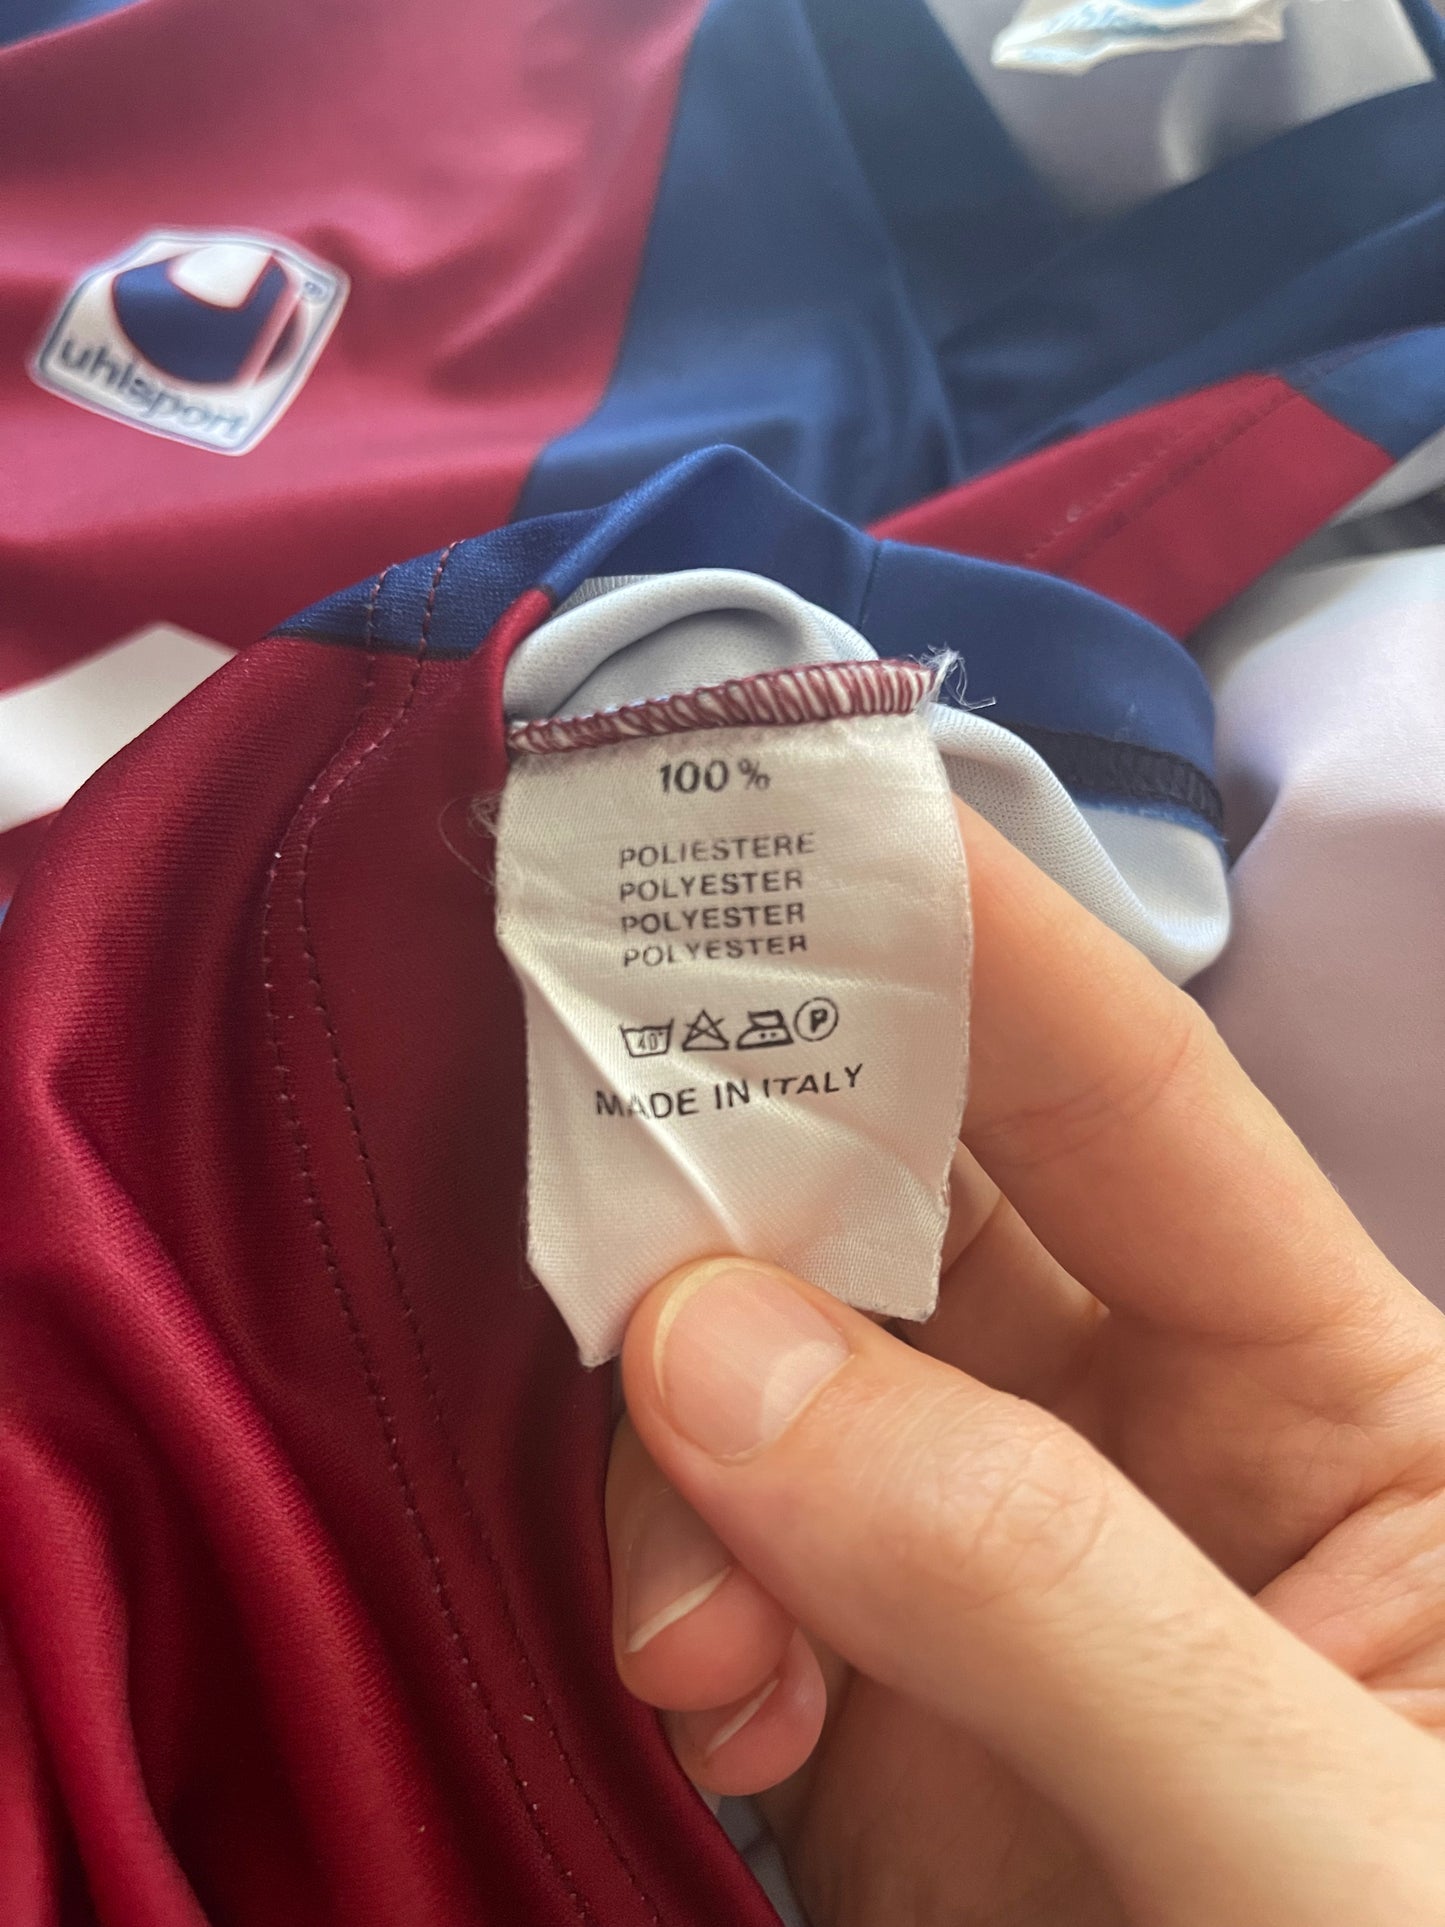 uhlsport
100%
POLIESTERE
POLYESTER
POLYESTER
POLYESTER
40° P
MADE IN ITALY